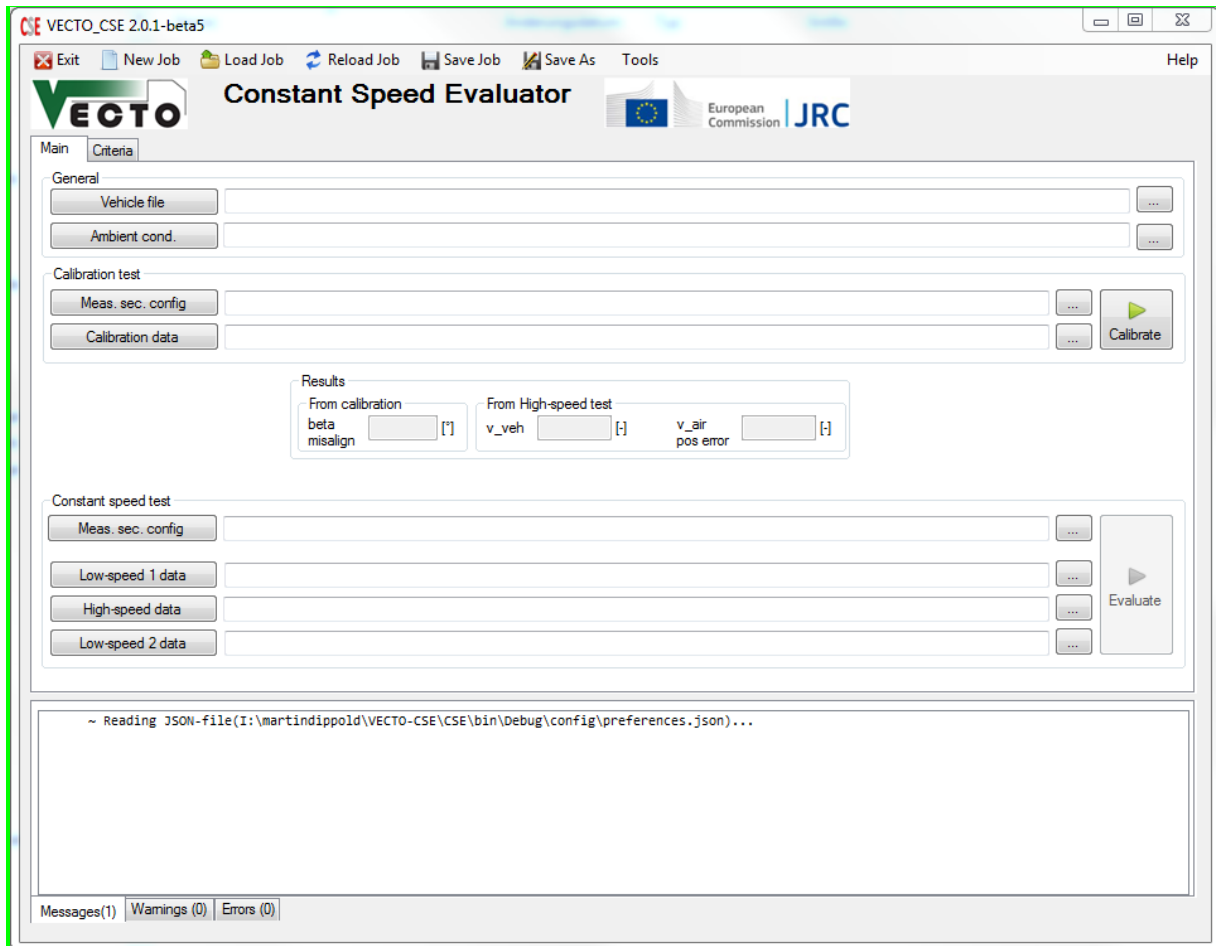 CSE VECTO_CSE 2.0.1-beta5
Exit New Job Load Job Reload Job Save Job Save As Tools Help
VECTO Constant Speed Evaluator European Commission JRC
Main Criteria
General
Vehicle file ...
Ambient cond. ...
Calibration test
Meas. sec. config ...
Calibration data ... Calibrate
Results
From calibration From High-speed test
beta misalign [°] v_veh [-] v_air pos error [-]
Constant speed test
Meas. sec. config ...
Low-speed 1 data ...
High-speed data ... Evaluate
Low-speed 2 data ...
~ Reading JSON-file(I:\martindippold\VECTO-CSE\CSE\bin\Debug\config\preferences.json)...
Messages(1) Warnings (0) Errors (0)